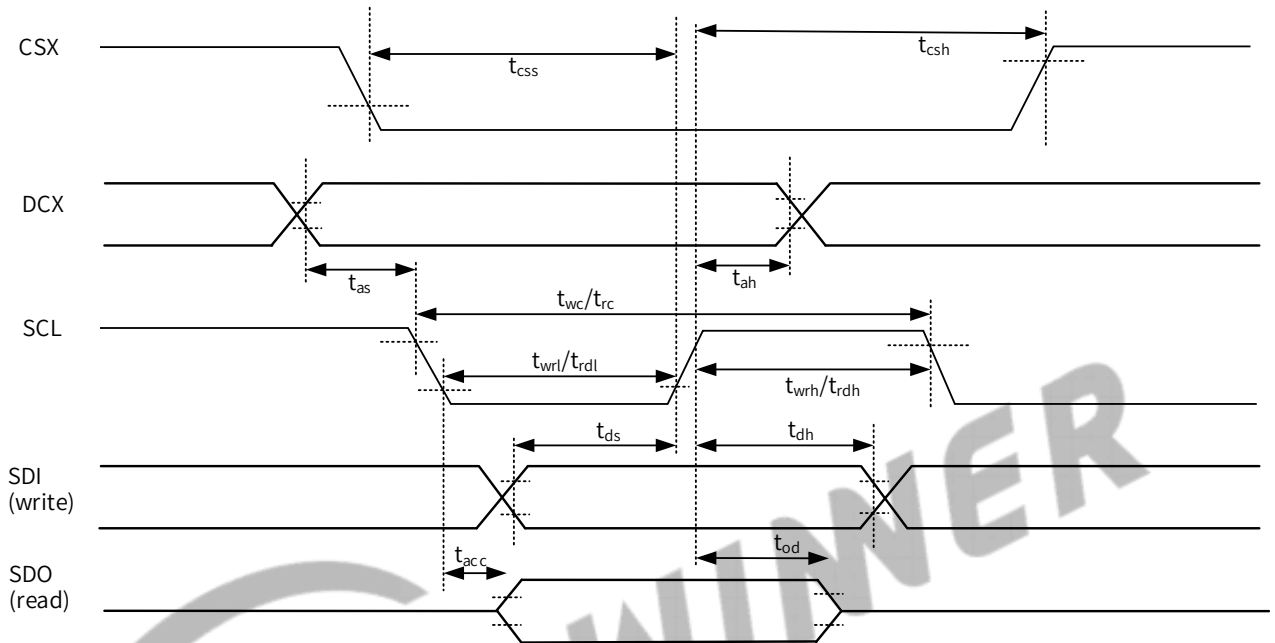 CSX
t_css
t_csh
DCX
t_as
t_ah
t_wc/t_rc
SCL
t_wrl/t_rdl
t_wrh/t_rdh
t_ds
t_dh
SDI
(write)
t_acc
t_od
SDO
(read)
WINNER